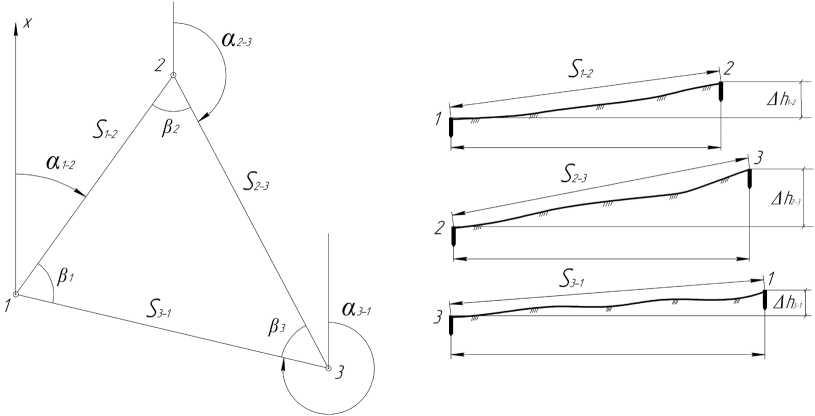 x
α₂₋₃
2
β₂
S₁₋₂
α₁₋₂
S₂₋₃
β₁
1
S₃₋₁
α₃₋₁
β₃
3
S₁₋₂
2
1
Δh₁₋₂
S₂₋₃
3
2
Δh₂₋₃
S₃₋₁
1
3
Δh₃₋₁